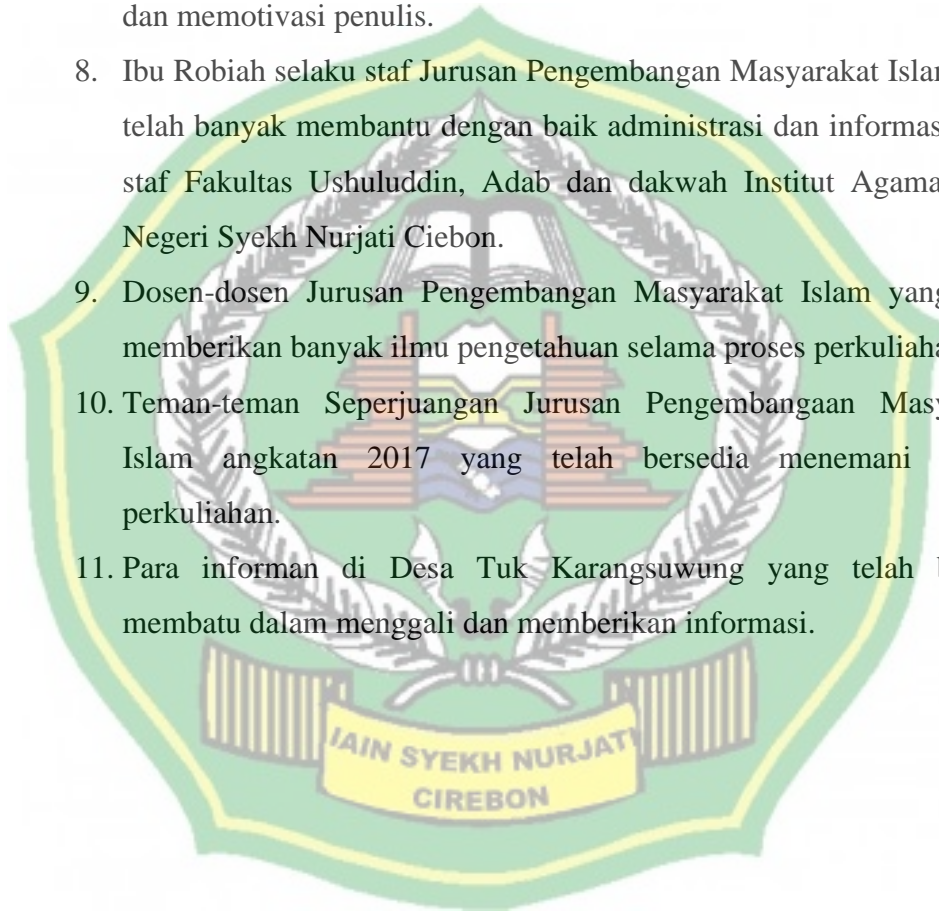 dan memotivasi penulis.
8. Ibu Robiah selaku staf Jurusan Pengembangan Masyarakat
telah banyak membantu dengan baik administrasi dan
staf Fakultas Ushuluddin, Adab dan dakwah Institut Agama
Negeri Syekh Nurjati Ciebon.
9. Dosen-dosen Jurusan Pengembangan Masyarakat Islam yang
memberikan banyak ilmu pengetahuan selama proses
10. Teman-teman Seperjuangan Jurusan Pengembangaan
Islam angkatan 2017 yang telah bersedia menemani
perkuliahan.
11. Para informan di Desa Tuk Karangsuwung yang telah
membatu dalam menggali dan memberikan informasi.
IAIN SYEKH NURJATI
CIREBON